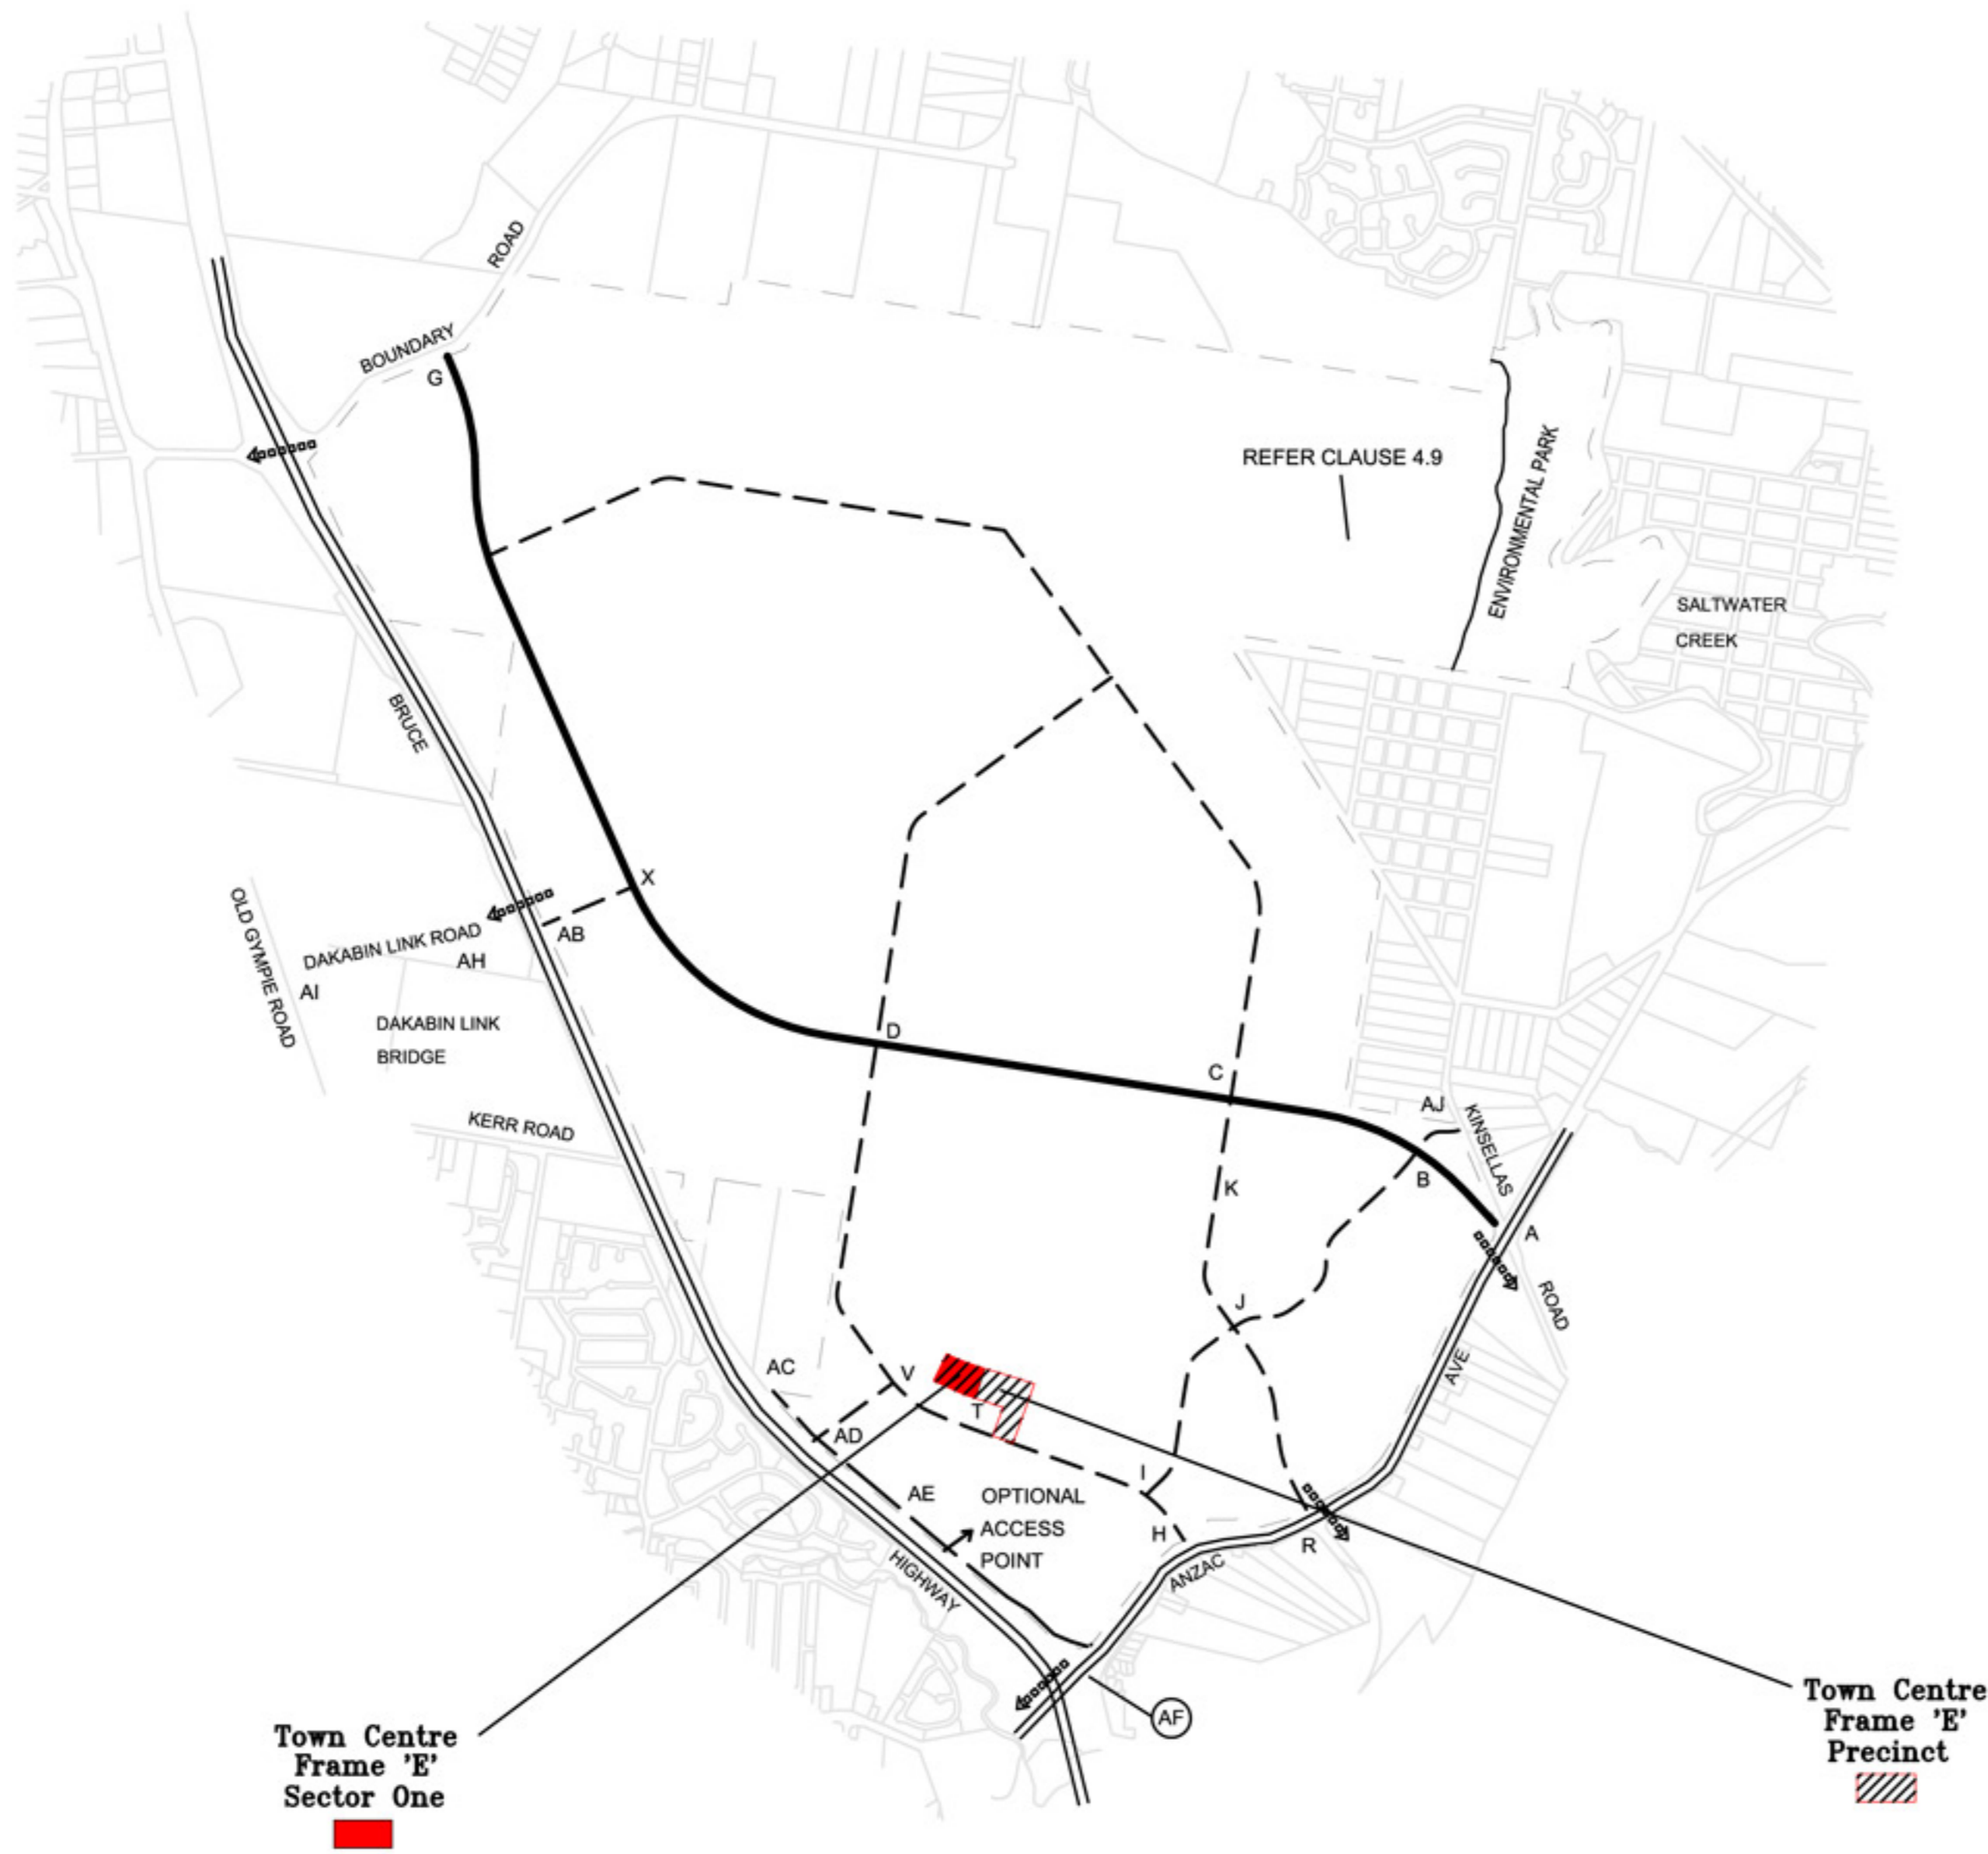 ROAD
BOUNDARY
G
REFER CLAUSE 4.9
ENVIRONMENTAL PARK
SALTWATER
CREEK
BRUCE
X
OLD GYMPIE ROAD
DAKABIN LINK ROAD
AB
AH
AI
DAKABIN LINK
BRIDGE
D
C
KERR ROAD
AJ
KINSELLAS
B
K
A
ROAD
J
AVE
AC
V
T
AD
I
AE
OPTIONAL
ACCESS
POINT
H
R
HIGHWAY
ANZAC
AF
Town Centre
Frame 'E'
Sector One
Town Centre
Frame 'E'
Precinct